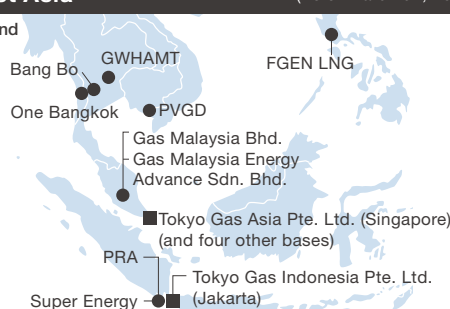 nd
GWHAMT
FGEN LNG
Bang Bo
One Bangkok
PVGD
Gas Malaysia Bhd.
Gas Malaysia Energy
Advance Sdn. Bhd.
Tokyo Gas Asia Pte. Ltd. (Singapore)
(and four other bases)
PRA
Tokyo Gas Indonesia Pte. Ltd.
(Jakarta)
Super Energy